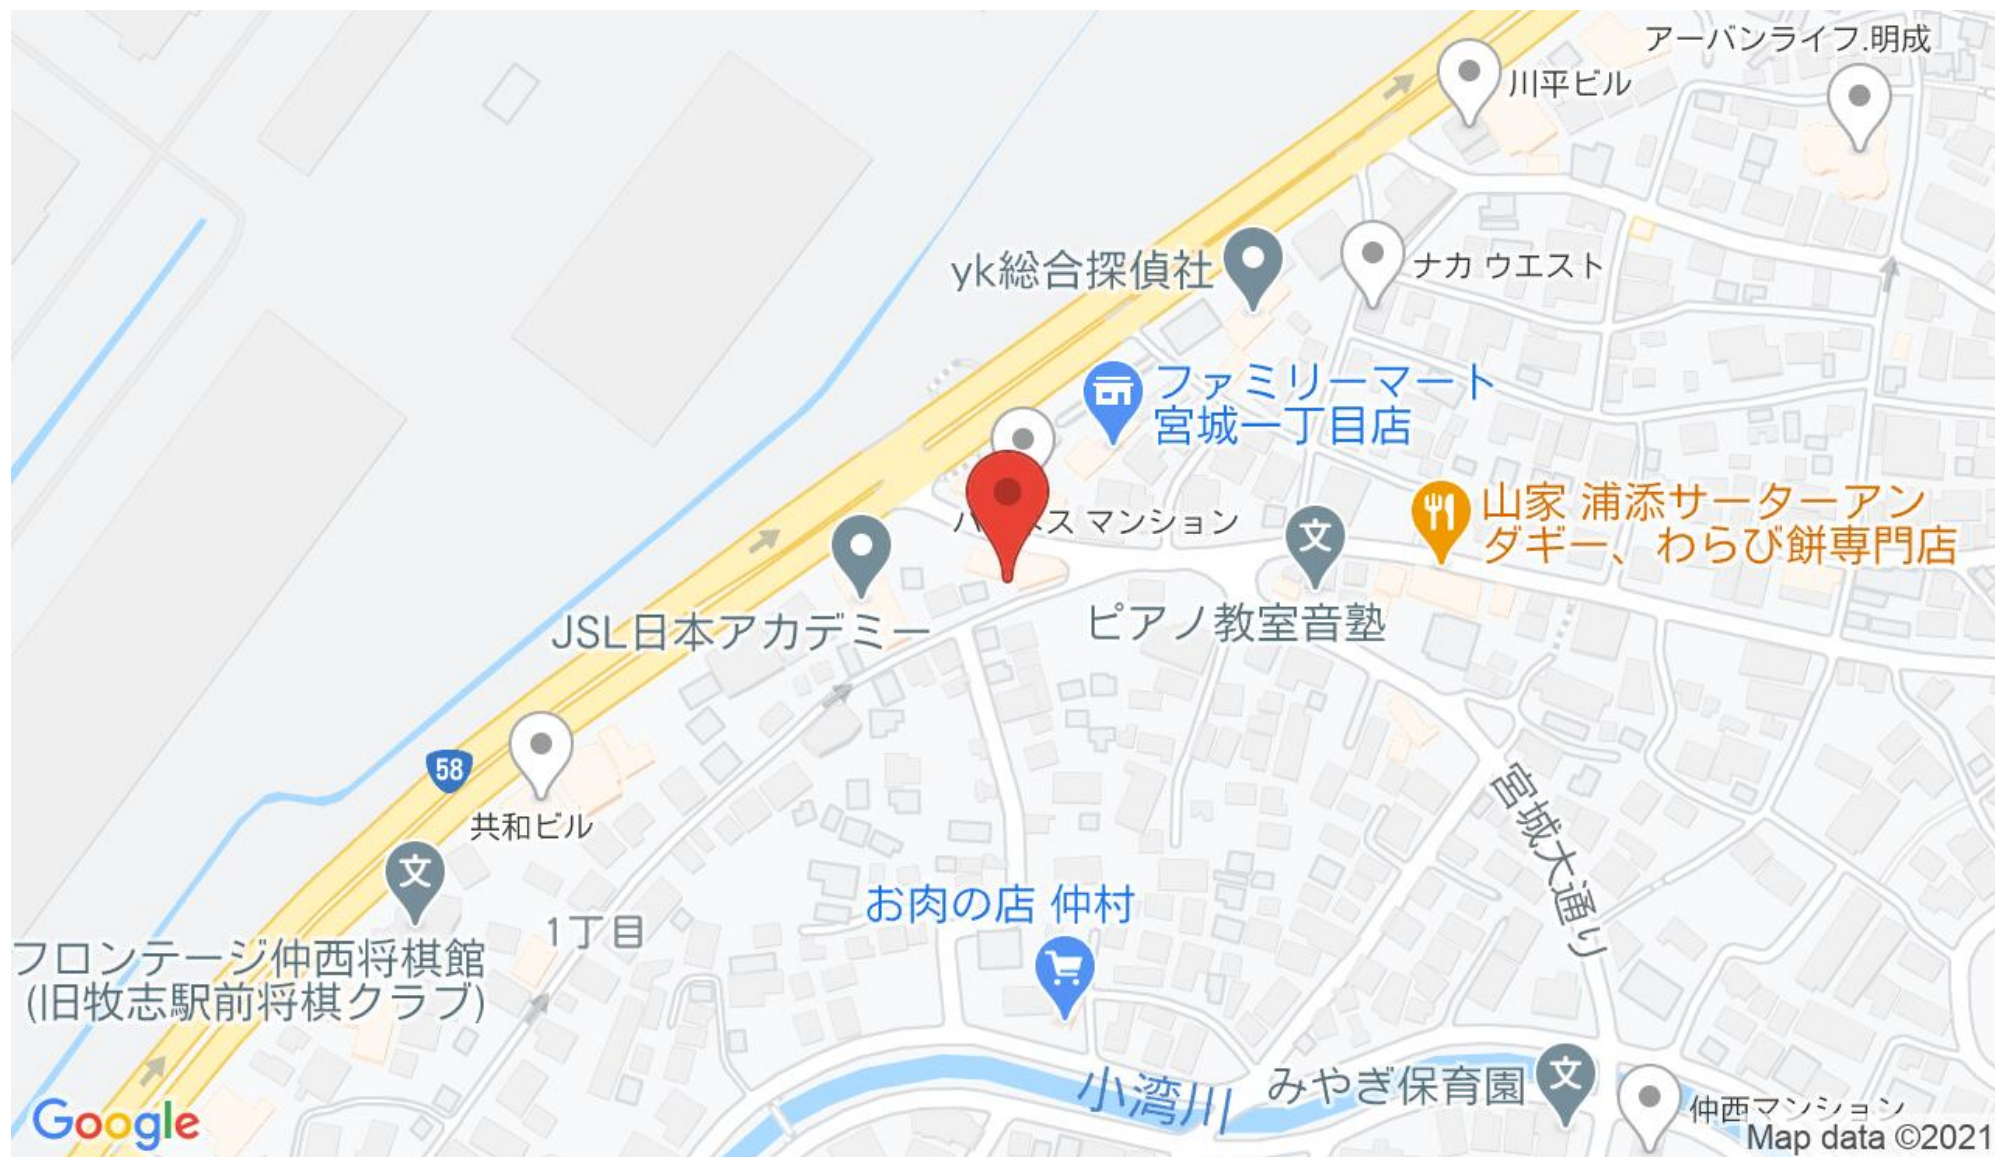 アーバンライフ.明成
川平ビル
yk総合探偵社
ナカ ウエスト
ファミリーマート
宮城一丁目店
マンション
山家 浦添サーターアン
ダギー、わらび餅専門店
文
JSL日本アカデミー
ピアノ教室音塾
58
共和ビル
宮城大通り
文
お肉の店 仲村
1丁目
フロンテージ仲西将棋館
(旧牧志駅前将棋クラブ)
小湾川
みやぎ保育園
文
仲西マンション
Google
Map data ©2021